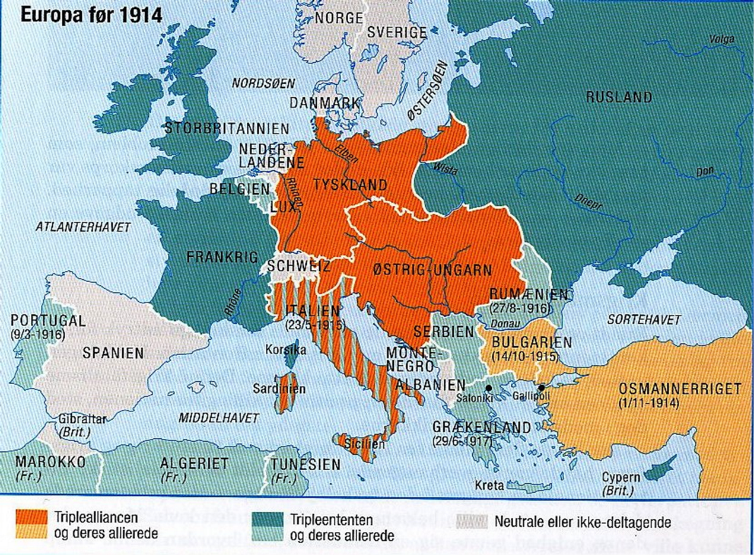 Europa før 1914
NORGE
SVERIGE
Volga
NORDSØEN
ØSTERSØEN
RUSLAND
DANMARK
STORBRITANNIEN
NEDER-
LANDENE
Elben
Wisla
Don
BELGIEN
Rhinen
TYSKLAND
Dnepr
LUX.
ATLANTERHAVET
FRANKRIG
SCHWEIZ
ØSTRIG-UNGARN
Rhône
RUMÆNIEN
(27/8-1916)
ITALIEN
(23/5-1915)
Donau
SORTEHAVET
PORTUGAL
(9/3-1916)
SPANIEN
SERBIEN
BULGARIEN
(14/10-1915)
Korsika
MONTE-
NEGRO
ALBANIEN
Sardinien
Saloniki
Gallipoli
OSMANNERRIGET
(1/11-1914)
Gibraltar
(Brit.)
MIDDELHAVET
GRÆKENLAND
(29/6-1917)
Sicilien
MAROKKO
(Fr.)
ALGERIET
(Fr.)
TUNESIEN
(Fr.)
Kreta
Cypern
(Brit.)
Triplealliancen
og deres allierede
Tripleententen
og deres allierede
Neutrale eller ikke-deltagende